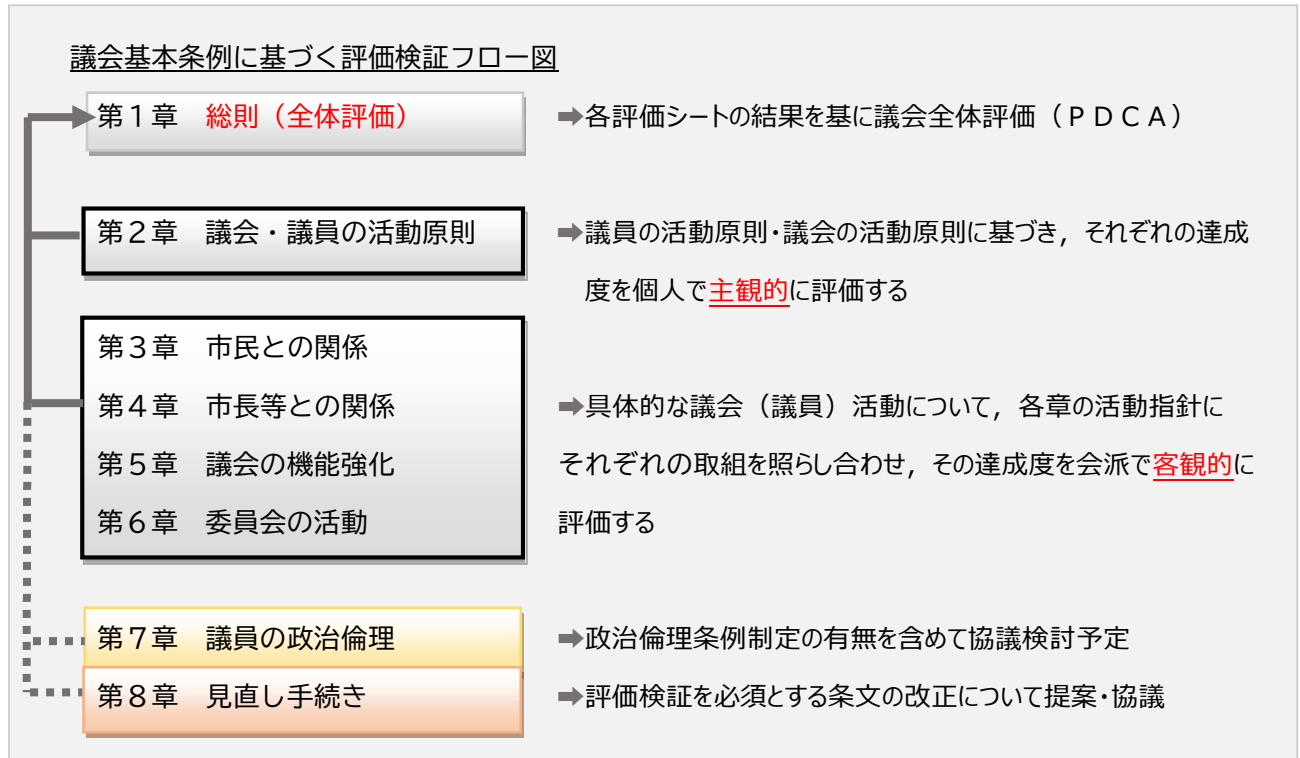 議会基本条例に基づく評価検証フロー図
第１章　総則（全体評価）　➡各評価シートの結果を基に議会全体評価（ＰＤＣＡ）
第２章　議会・議員の活動原則　➡議員の活動原則・議会の活動原則に基づき，それぞれの達成
度を個人で主観的に評価する
第３章　市民との関係
第４章　市長等との関係　➡具体的な議会（議員）活動について，各章の活動指針に
第５章　議会の機能強化　それぞれの取組を照らし合わせ，その達成度を会派で客観的に
第６章　委員会の活動　評価する
第７章　議員の政治倫理　➡政治倫理条例制定の有無を含めて協議検討予定
第８章　見直し手続き　➡評価検証を必須とする条文の改正について提案・協議